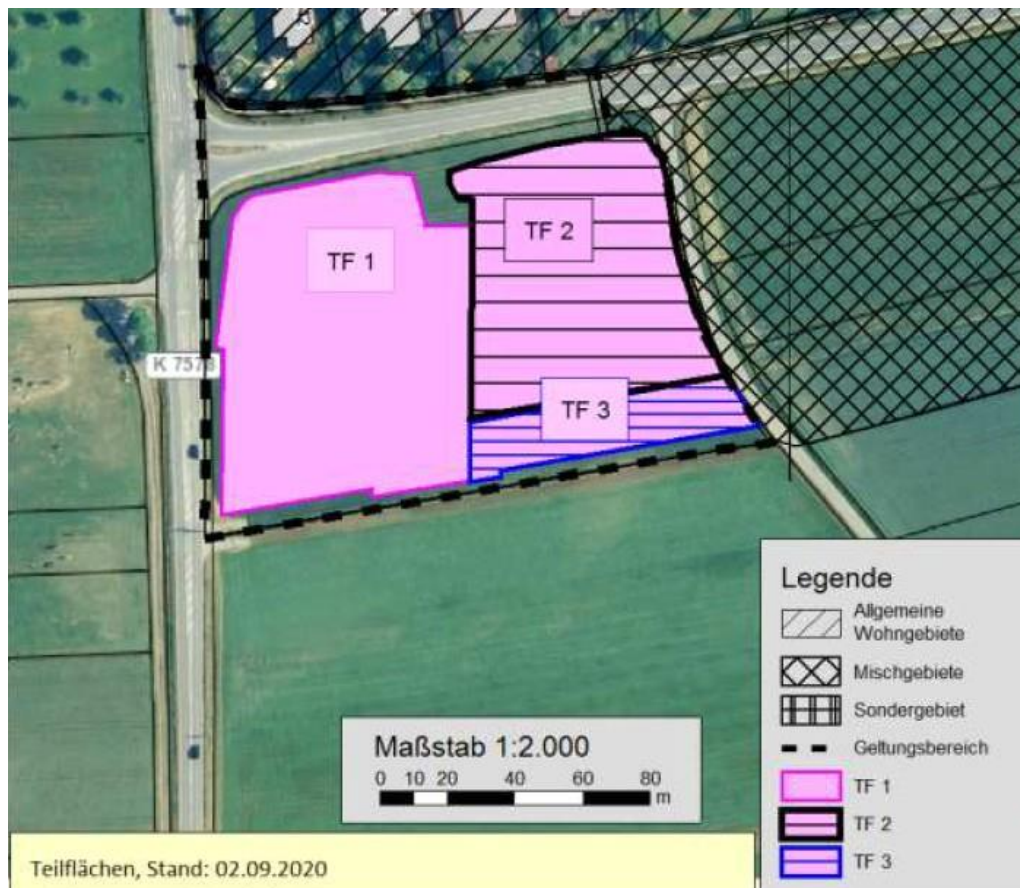 TF 2
TF 1
K 7578
TF 3
Legende
Allgemeine
Wohngebiete
Mischgebiete
Sondergebiet
Geltungsbereich
TF 1
TF 2
TF 3
Maßstab 1:2.000
0 10 20 40 60 80
m
Teilflächen, Stand: 02.09.2020